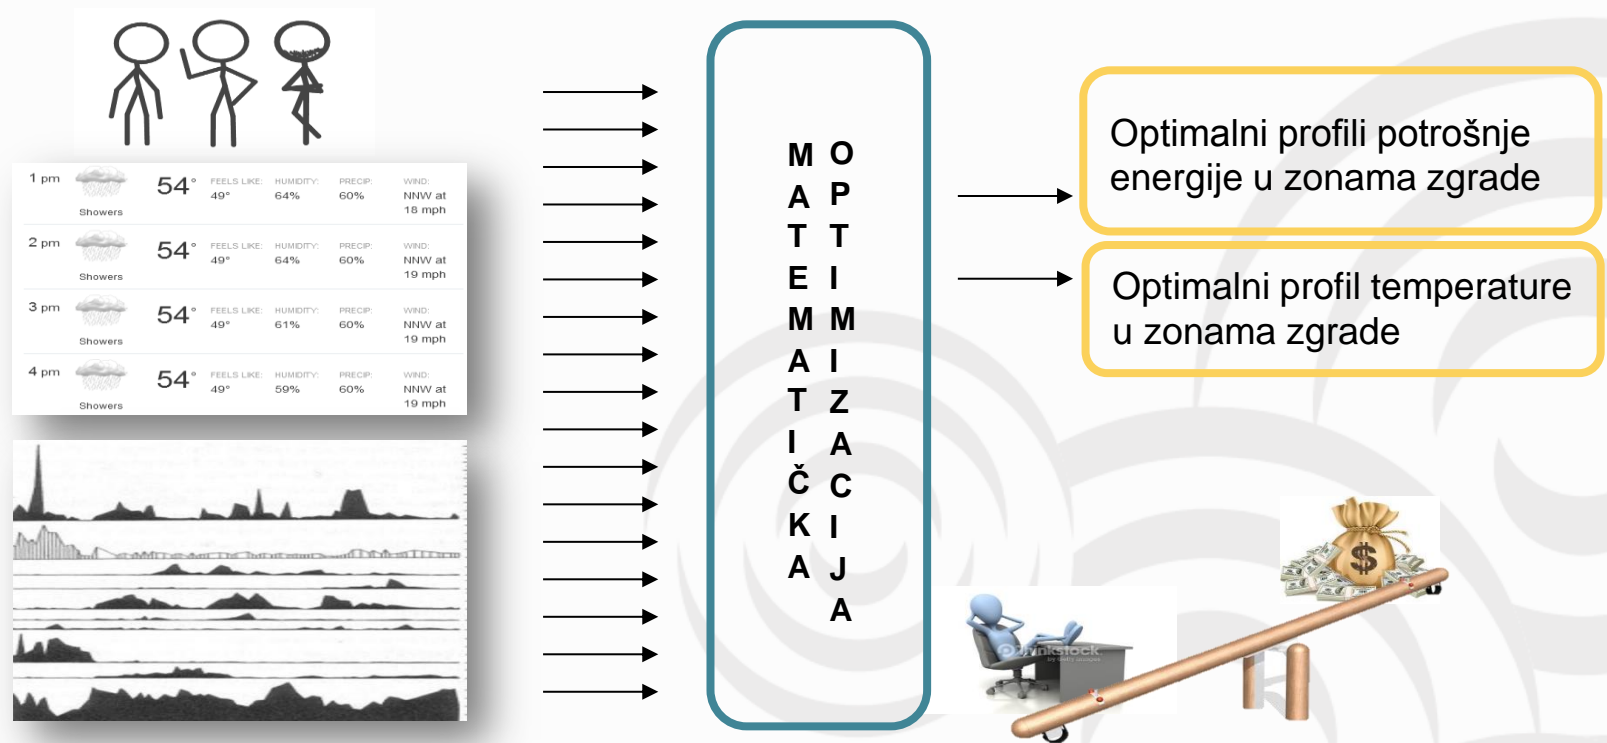 1 pm
Showers
54°
FEELS LIKE:
49°
HUMIDITY:
64%
PRECIP:
60%
WIND:
NNW at
18 mph
2 pm
Showers
54°
FEELS LIKE:
49°
HUMIDITY:
64%
PRECIP:
60%
WIND:
NNW at
19 mph
3 pm
Showers
54°
FEELS LIKE:
49°
HUMIDITY:
61%
PRECIP:
60%
WIND:
NNW at
19 mph
4 pm
Showers
54°
FEELS LIKE:
49°
HUMIDITY:
59%
PRECIP:
60%
WIND:
NNW at
19 mph
MATEMATIČKA
OPTIMIZACIJA
Optimalni profili potrošnje
energije u zonama zgrade
Optimalni profil temperature
u zonama zgrade
Thinkstock
$